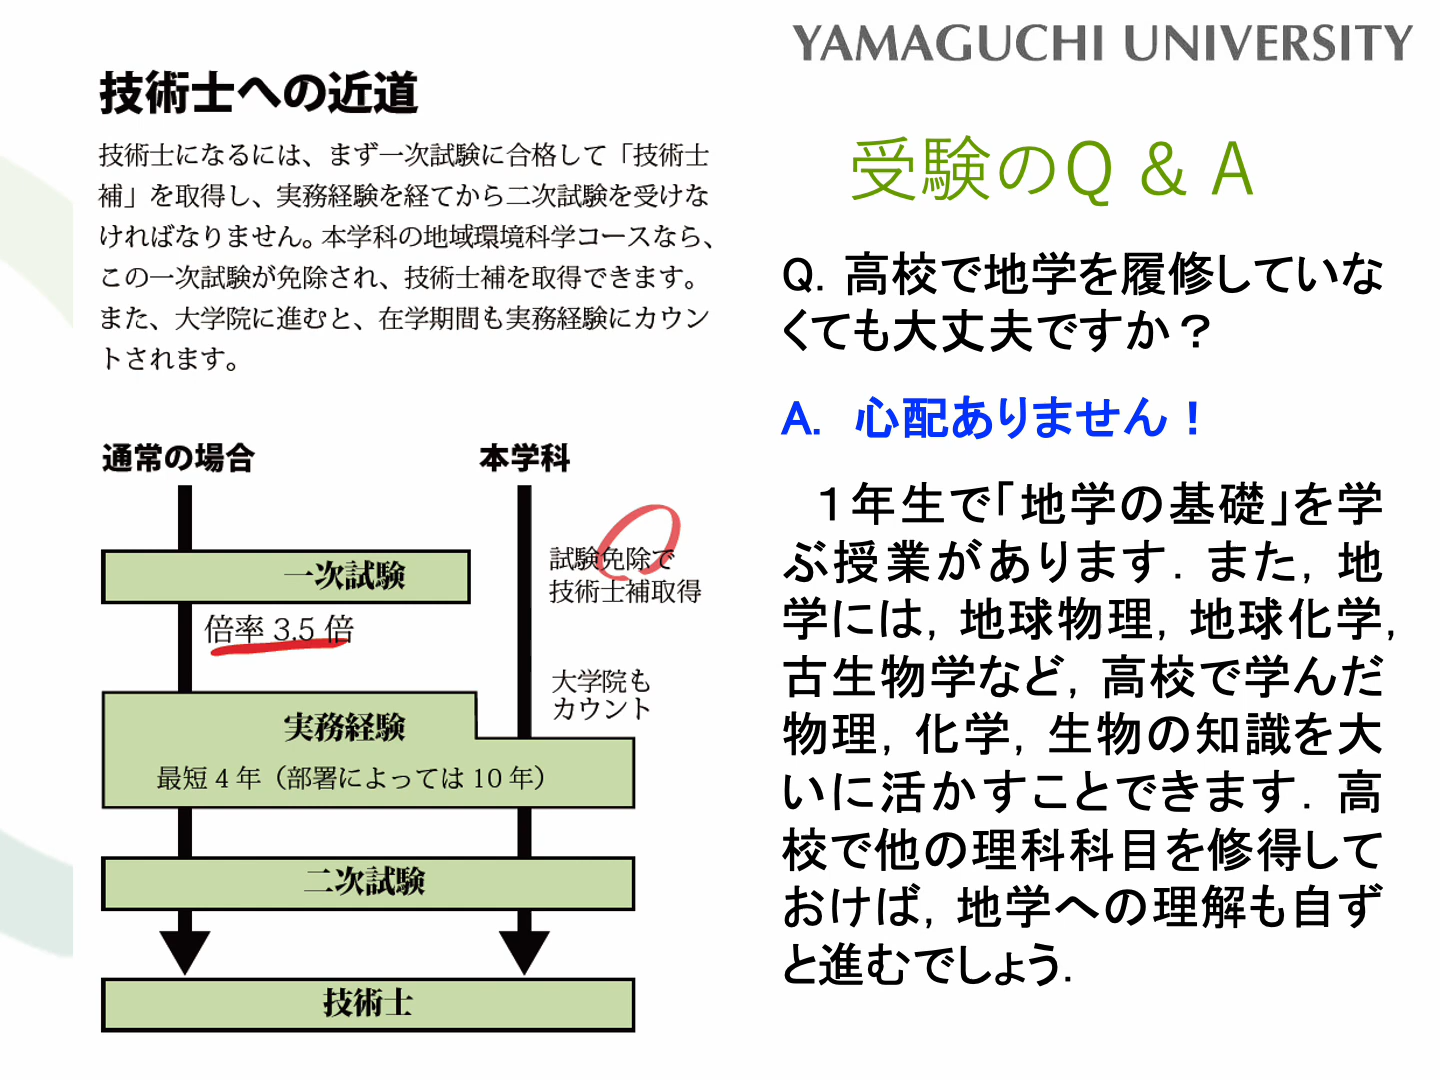 YAMAGUCHI UNIVERSITY
技術士への近道
技術士になるには、まず一次試験に合格して「技術士
補」を取得し、実務経験を経てから二次試験を受けな
ければなりません。本学科の地域環境科学コースなら、
この一次試験が免除され、技術士補を取得できます。
また、大学院に進むと、在学期間も実務経験にカウン
トされます。
通常の場合
本学科
一次試験
試験免除で
技術士補取得
倍率 3.5 倍
大学院も
カウント
実務経験
最短 4 年（部署によっては 10 年）
二次試験
技術士
受験のQ & A
Q. 高校で地学を履修していな
くても大丈夫ですか？
A. 心配ありません！
１年生で「地学の基礎」を学
ぶ授業があります．また，地
学には，地球物理，地球化学，
古生物学など，高校で学んだ
物理，化学，生物の知識を大
いに活かすことできます．高
校で他の理科科目を修得して
おけば，地学への理解も自ず
と進むでしょう．